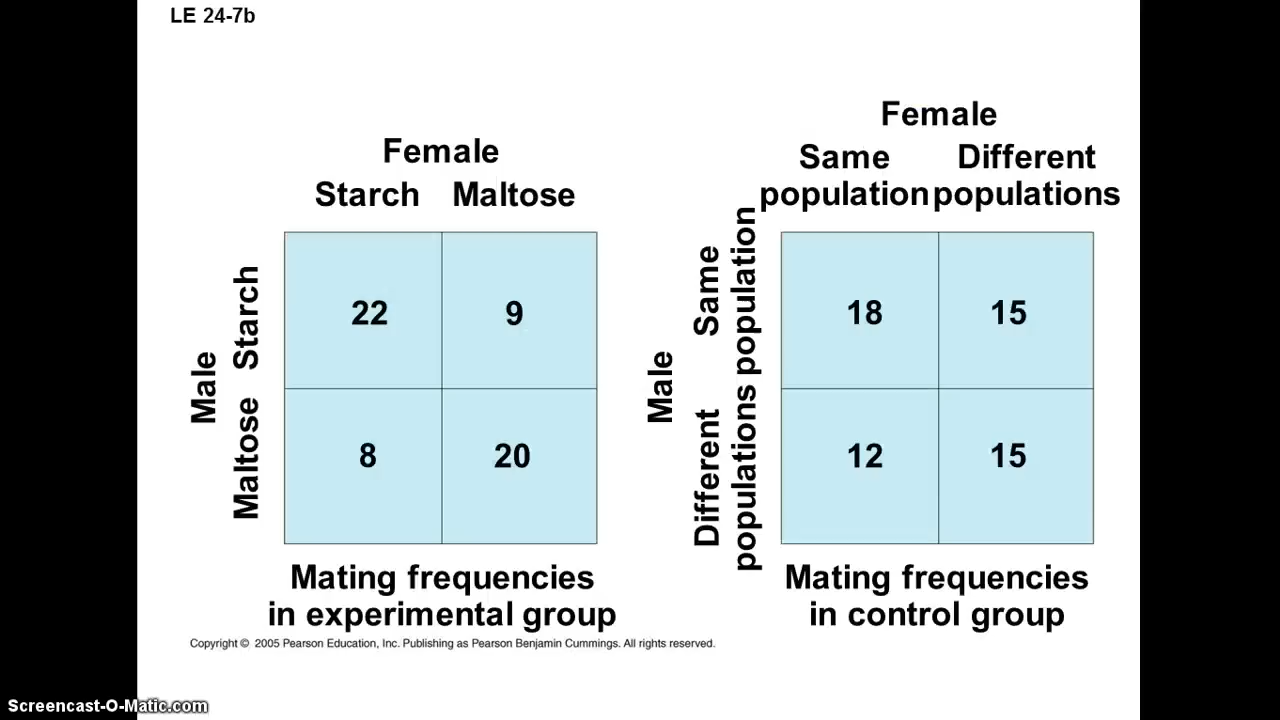 LE 24-7b
Female
Starch Maltose
Male
Starch
Maltose
22 9
8 20
Mating frequencies
in experimental group
Female
Same Different
population populations
Male
Same
population
Different
populations
18 15
12 15
Mating frequencies
in control group
Copyright © 2005 Pearson Education, Inc. Publishing as Pearson Benjamin Cummings. All rights reserved.
Screencast-O-Matic.com